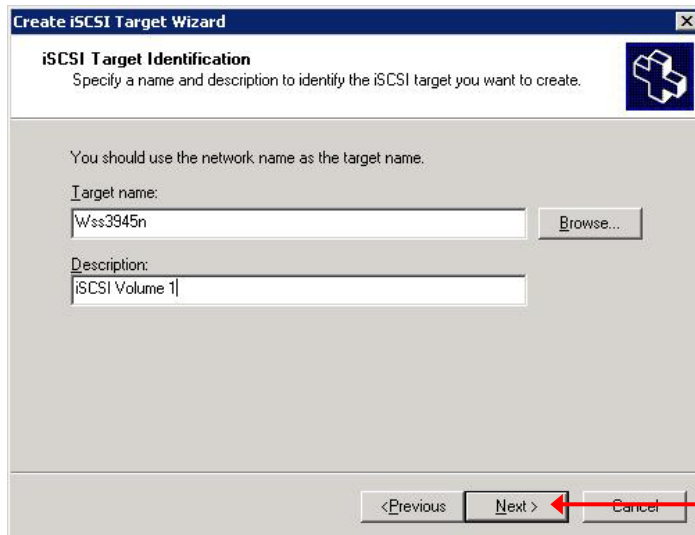 Create iSCSI Target Wizard
iSCSI Target Identification
Specify a name and description to identify the iSCSI target you want to create.
You should use the network name as the target name.
Target name:
Wss3945n
Browse...
Description:
iSCSI Volume 1
<Previous
Next >
Cancel